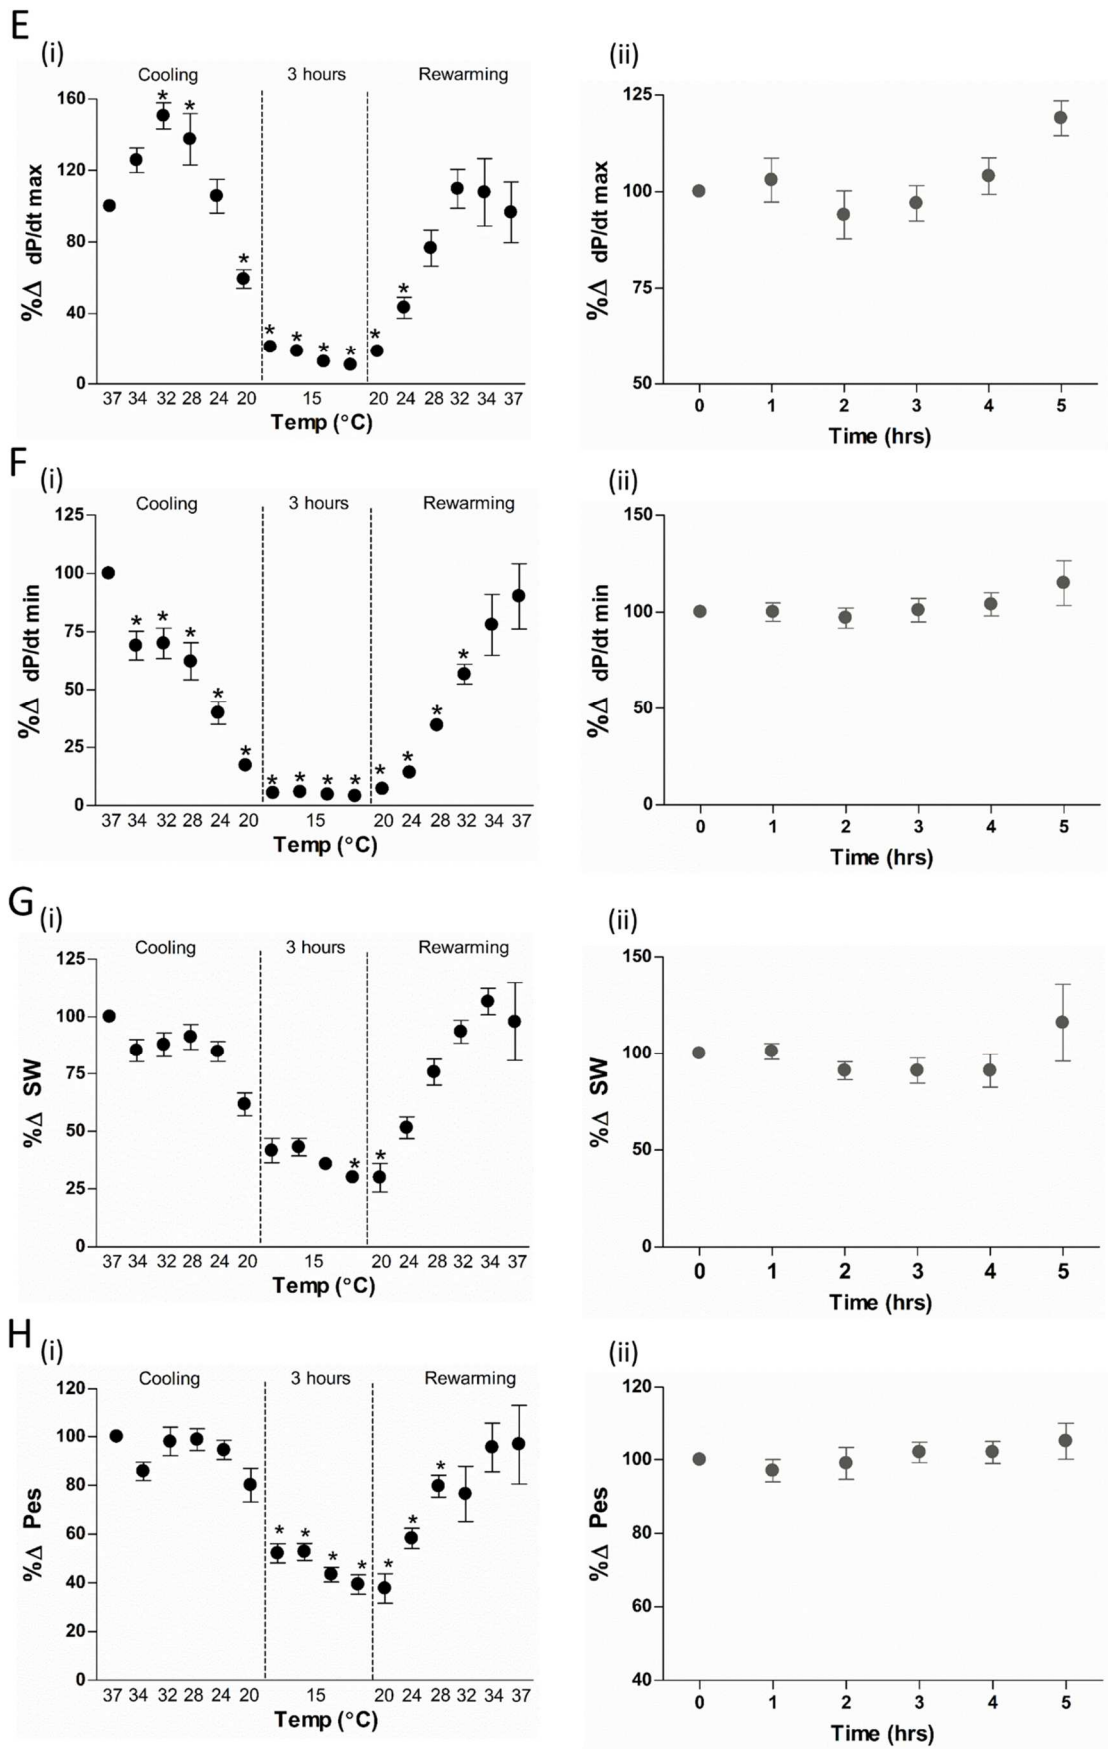 E
(i)
Cooling 3 hours Rewarming
160
120
80
40
0
%Δ dP/dt max
* * * * * * * * *
37 34 32 28 24 20 15 20 24 28 32 34 37
Temp (°C)
(ii)
125
100
75
50
%Δ dP/dt max
0 1 2 3 4 5
Time (hrs)
F
(i)
Cooling 3 hours Rewarming
125
100
75
50
25
0
%Δ dP/dt min
* * * * * * * * * * * * *
37 34 32 28 24 20 15 20 24 28 32 34 37
Temp (°C)
(ii)
150
100
50
0
%Δ dP/dt min
0 1 2 3 4 5
Time (hrs)
G
(i)
Cooling 3 hours Rewarming
125
100
75
50
25
0
%Δ SW
* *
37 34 32 28 24 20 15 20 24 28 32 34 37
Temp (°C)
(ii)
150
100
50
0
%Δ SW
0 1 2 3 4 5
Time (hrs)
H
(i)
Cooling 3 hours Rewarming
120
100
80
60
40
20
0
%Δ Pes
* * * * * * *
37 34 32 28 24 20 15 20 24 28 32 34 37
Temp (°C)
(ii)
120
100
80
60
40
%Δ Pes
0 1 2 3 4 5
Time (hrs)